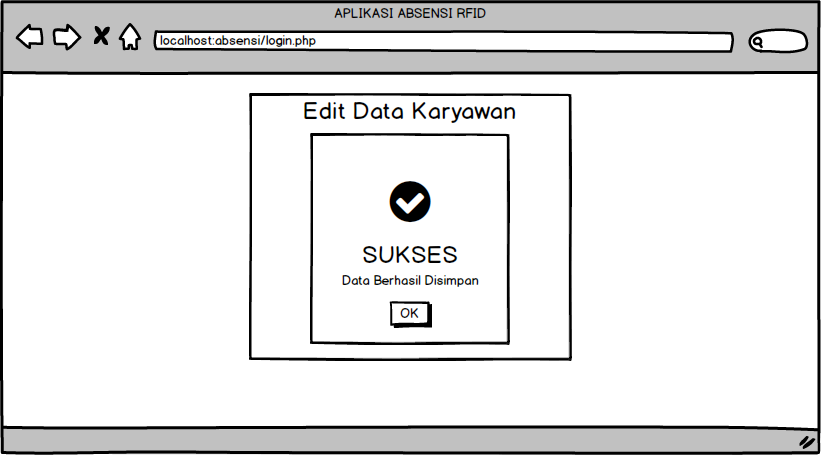 APLIKASI ABSENSI RFID
localhost:absensi/login.php
Edit Data Karyawan
SUKSES
Data Berhasil Disimpan
OK